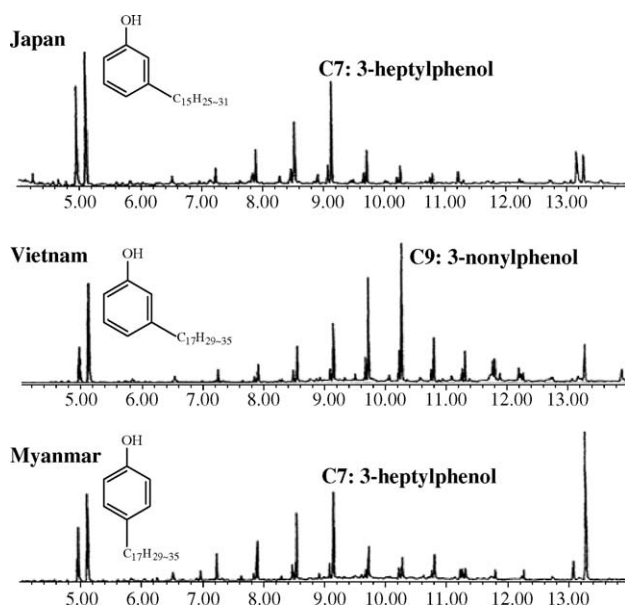 Japan
OH
C15H25~31
C7: 3-heptylphenol
5.00 6.00 7.00 8.00 9.00 10.00 11.00 12.00 13.00
Vietnam
OH
C17H29~35
C9: 3-nonylphenol
5.00 6.00 7.00 8.00 9.00 10.00 11.00 12.00 13.00
Myanmar
OH
C17H29~35
C7: 3-heptylphenol
5.00 6.00 7.00 8.00 9.00 10.00 11.00 12.00 13.00